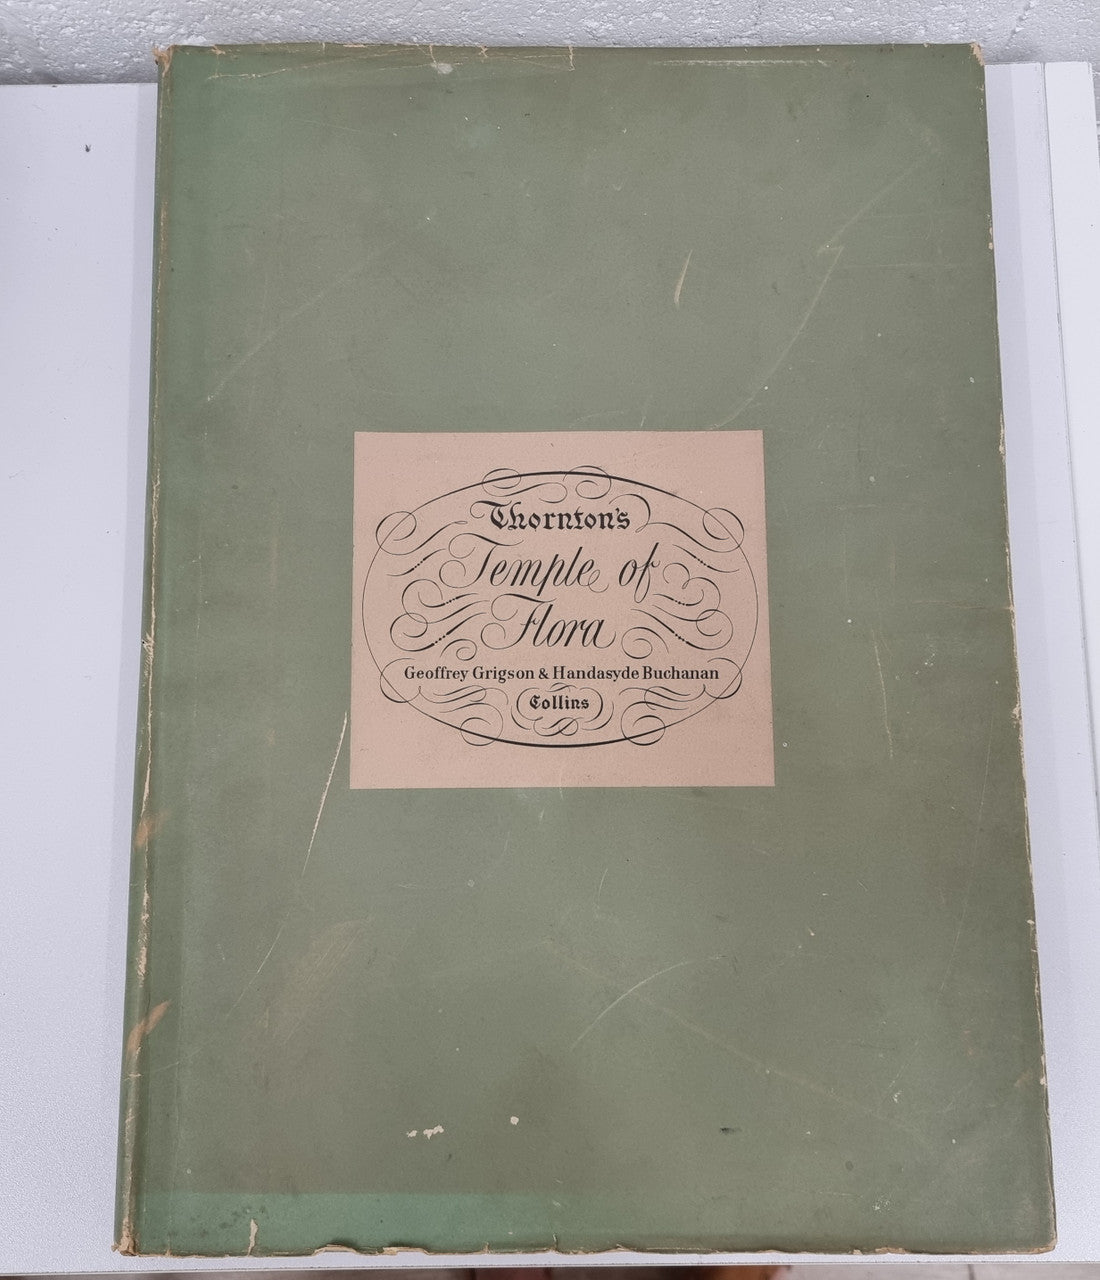 Thornton's
Temple of
Flora
Geoffrey Grigson & Handasyde Buchanan
Collins